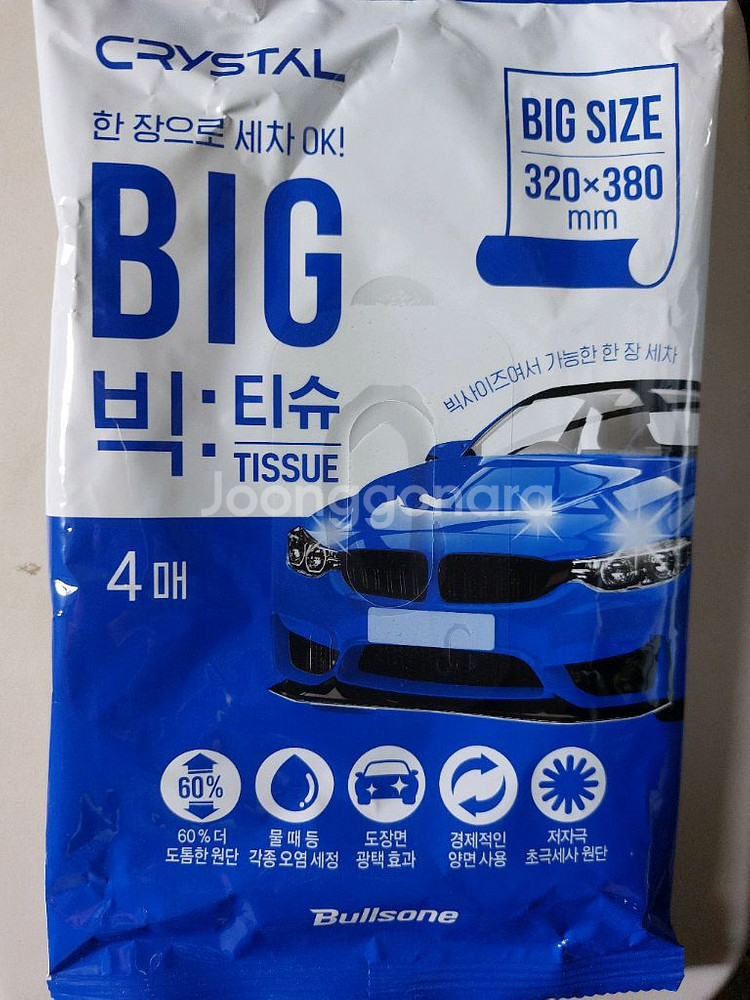 CRYSTAL
한 장으로 세차 OK!
BIG
빅:티슈
TISSUE
BIG SIZE
320×380
mm
빅사이즈여서 가능한 한 장 세차
Joonggonara
4매
60%
60% 더
도톰한 원단
물 때 등
각종 오염 세정
도장면
광택 효과
경제적인
양면 사용
저자극
초극세사 원단
Bullsone